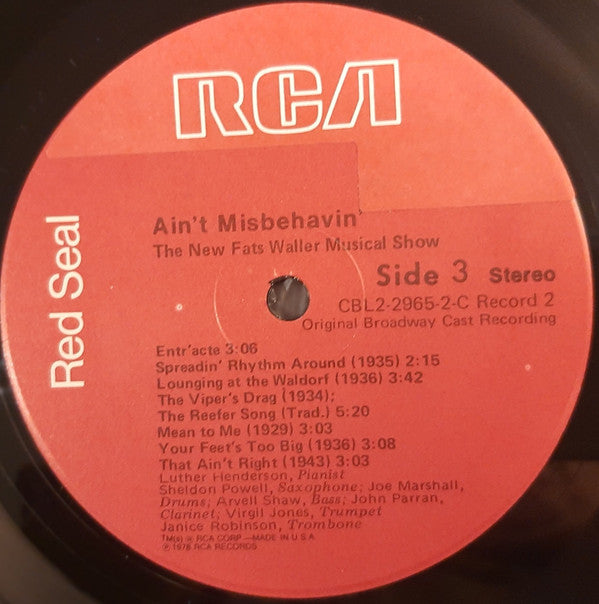 RCA
Red Seal
Ain't Misbehavin'
The New Fats Waller Musical Show
Side 3 Stereo
CBL2-2965-2-C Record 2
Original Broadway Cast Recording
Entr'acte 3:06
Spreadin' Rhythm Around (1935) 2:15
Lounging at the Waldorf (1936) 3:42
The Viper's Drag (1934);
The Reefer Song (Trad.) 5:20
Mean to Me (1929) 3:03
Your Feet's Too Big (1936) 3:08
That Ain't Right (1943) 3:03
Luther Henderson, Pianist
Sheldon Powell, Saxophone; Joe Marshall,
Drums; Arvell Shaw, Bass; John Parran,
Clarinet; Virgil Jones, Trumpet
Janice Robinson, Trombone
TM(s) ® RCA CORP—MADE IN U S A
℗ 1978 RCA RECORDS